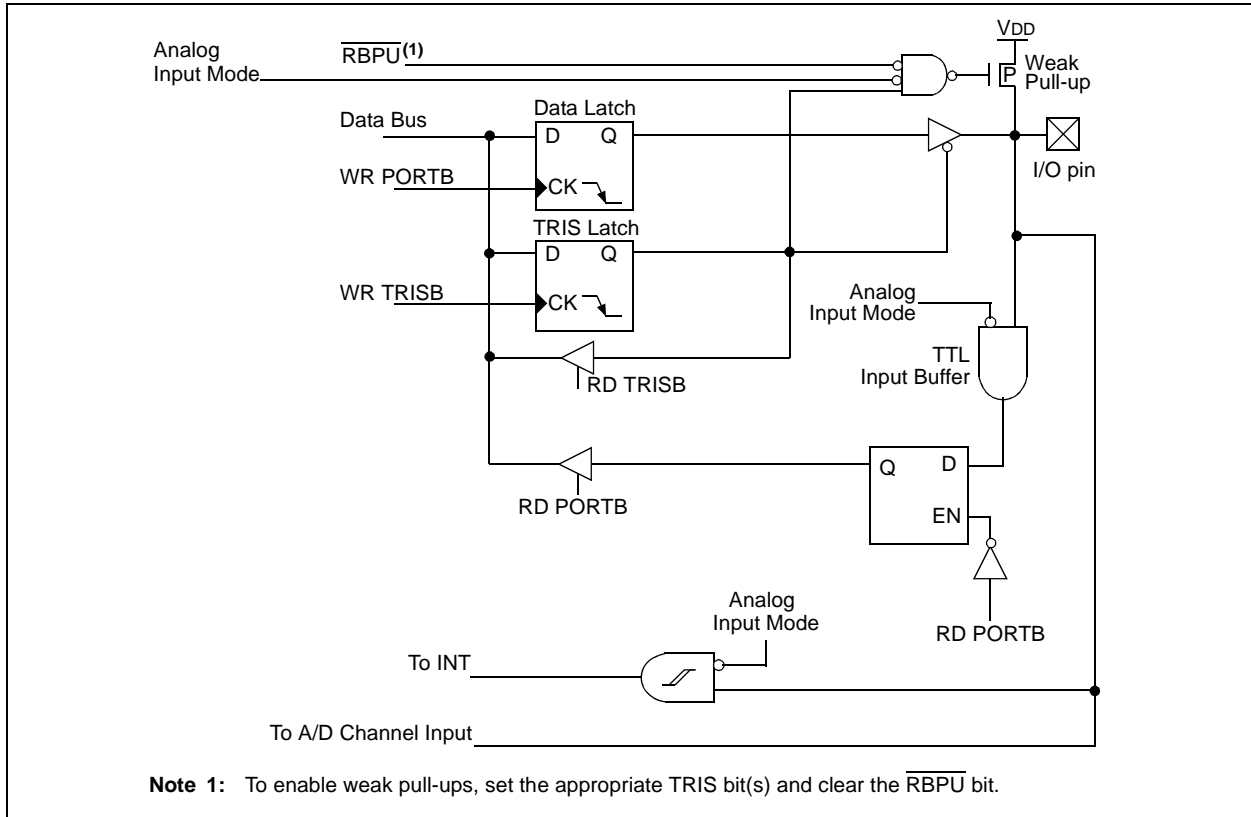 VDD
Analog
Input Mode
RBPU(1)
P
Weak
Pull-up
Data Latch
Data Bus
D Q
WR PORTB
CK
I/O pin
TRIS Latch
D Q
WR TRISB
CK
Analog
Input Mode
TTL
Input Buffer
RD TRISB
Q D
EN
RD PORTB
RD PORTB
Analog
Input Mode
To INT
To A/D Channel Input
Note 1: To enable weak pull-ups, set the appropriate TRIS bit(s) and clear the RBPU bit.